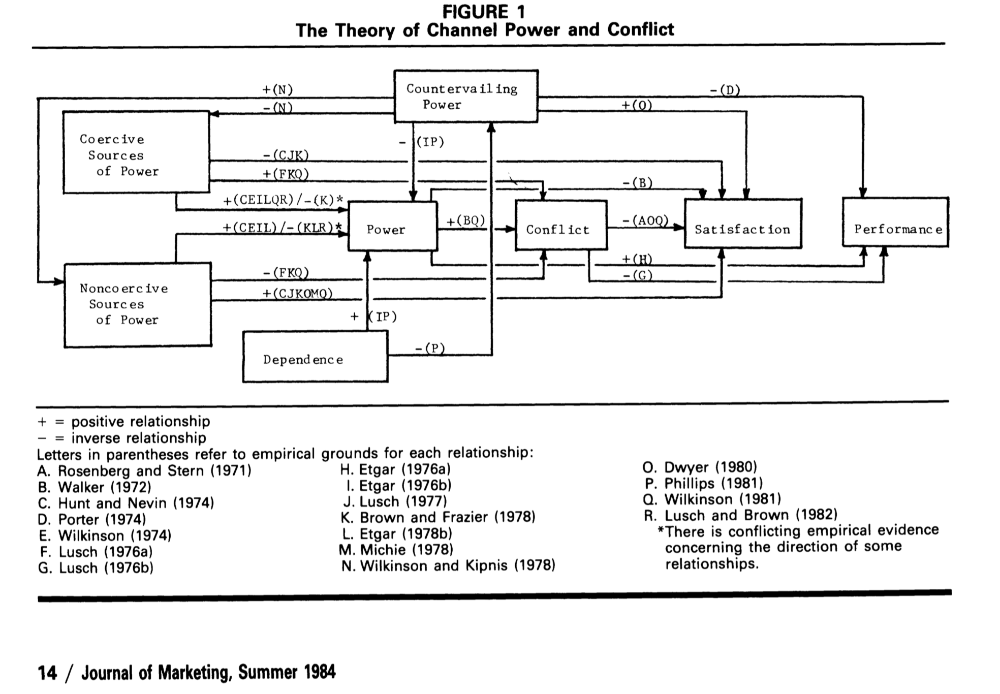 FIGURE 1
The Theory of Channel Power and Conflict
Countervailing
Power
+(N)
-(N)
-(D)
+(O)
Coercive
Sources
of Power
- (IP)
-(CJK)
+(FKQ)
-(B)
+(CEILQR)/-(K)*
+(CEIL)/-(KLR)*
Power
+(BQ)
Conflict
-(AOQ)
Satisfaction
Performance
+(H)
-(G)
Noncoercive
Sources
of Power
-(FKQ)
+(CJKOMQ)
+ (IP)
Dependence
-(P)
+ = positive relationship
− = inverse relationship
Letters in parentheses refer to empirical grounds for each relationship:
A. Rosenberg and Stern (1971)
B. Walker (1972)
C. Hunt and Nevin (1974)
D. Porter (1974)
E. Wilkinson (1974)
F. Lusch (1976a)
G. Lusch (1976b)
H. Etgar (1976a)
I. Etgar (1976b)
J. Lusch (1977)
K. Brown and Frazier (1978)
L. Etgar (1978b)
M. Michie (1978)
N. Wilkinson and Kipnis (1978)
O. Dwyer (1980)
P. Phillips (1981)
Q. Wilkinson (1981)
R. Lusch and Brown (1982)
*There is conflicting empirical evidence
concerning the direction of some
relationships.
14 / Journal of Marketing, Summer 1984